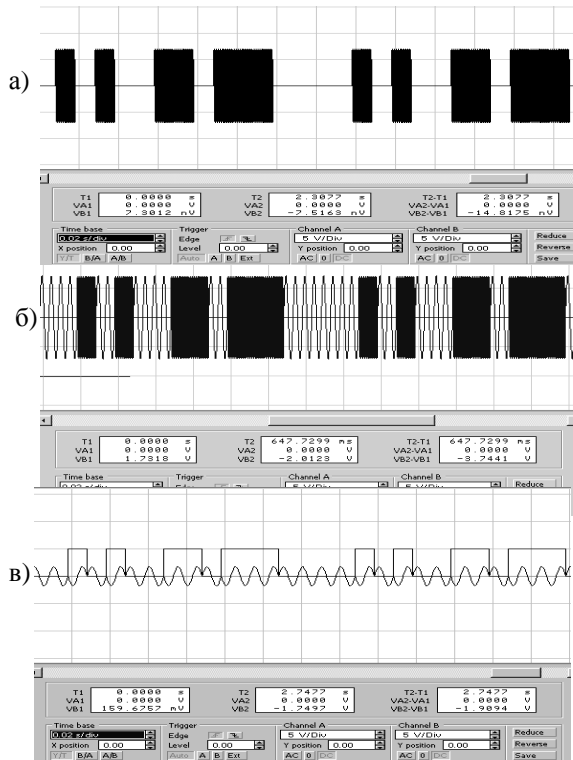 а)
T1 0.0000 s T2 2.3077 s T2-T1 2.3077 s
VA1 0.0000 V VA2 0.0000 V VA2-VA1 0.0000 V
VB1 7.3012 nV VB2 -7.5163 nV VB2-VB1 -14.8175 nV
Time base Trigger Channel A Channel B Reduce
0.02 s/div Edge 5 V/Div 5 V/Div Reverse
X position 0.00 Level 0.00 Y position 0.00 Y position 0.00 Save
Y/T B/A A/B Auto A B Ext AC 0 DC AC 0 DC
б)
T1 0.0000 s T2 647.7299 ms T2-T1 647.7299 ms
VA1 0.0000 V VA2 0.0000 V VA2-VA1 0.0000 V
VB1 1.7318 V VB2 -2.0123 V VB2-VB1 -3.7441 V
Time base Trigger Channel A Channel B Reduce
в)
T1 0.0000 s T2 2.7477 s T2-T1 2.7477 s
VA1 0.0000 V VA2 0.0000 V VA2-VA1 0.0000 V
VB1 159.6757 mV VB2 -1.7497 V VB2-VB1 -1.9094 V
Time base Trigger Channel A Channel B Reduce
0.02 s/div Edge 5 V/Div 5 V/Div Reverse
X position 0.00 Level 0.00 Y position 0.00 Y position 0.00 Save
Y/T B/A A/B Auto A B Ext AC 0 DC AC 0 DC